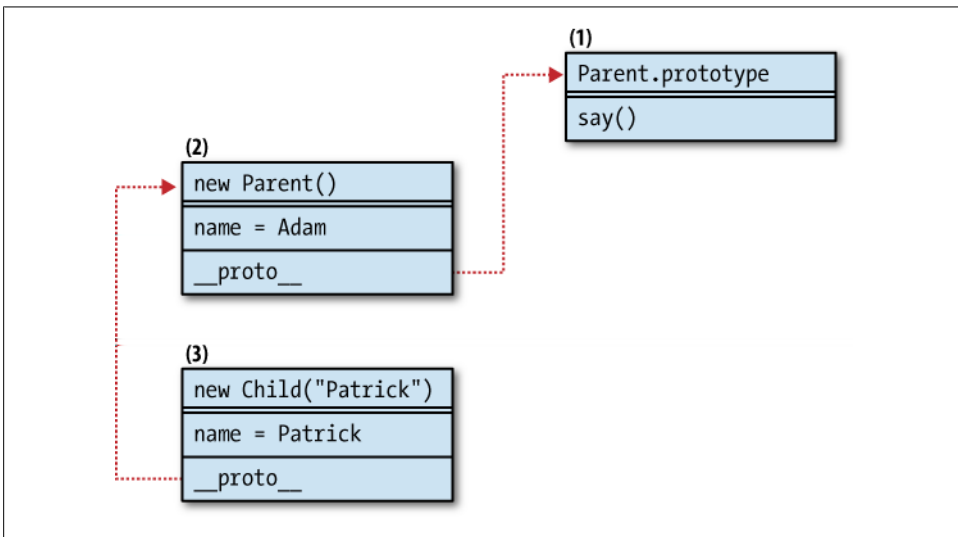 (1)
Parent.prototype
say()
(2)
new Parent()
name = Adam
__proto__
(3)
new Child("Patrick")
name = Patrick
__proto__